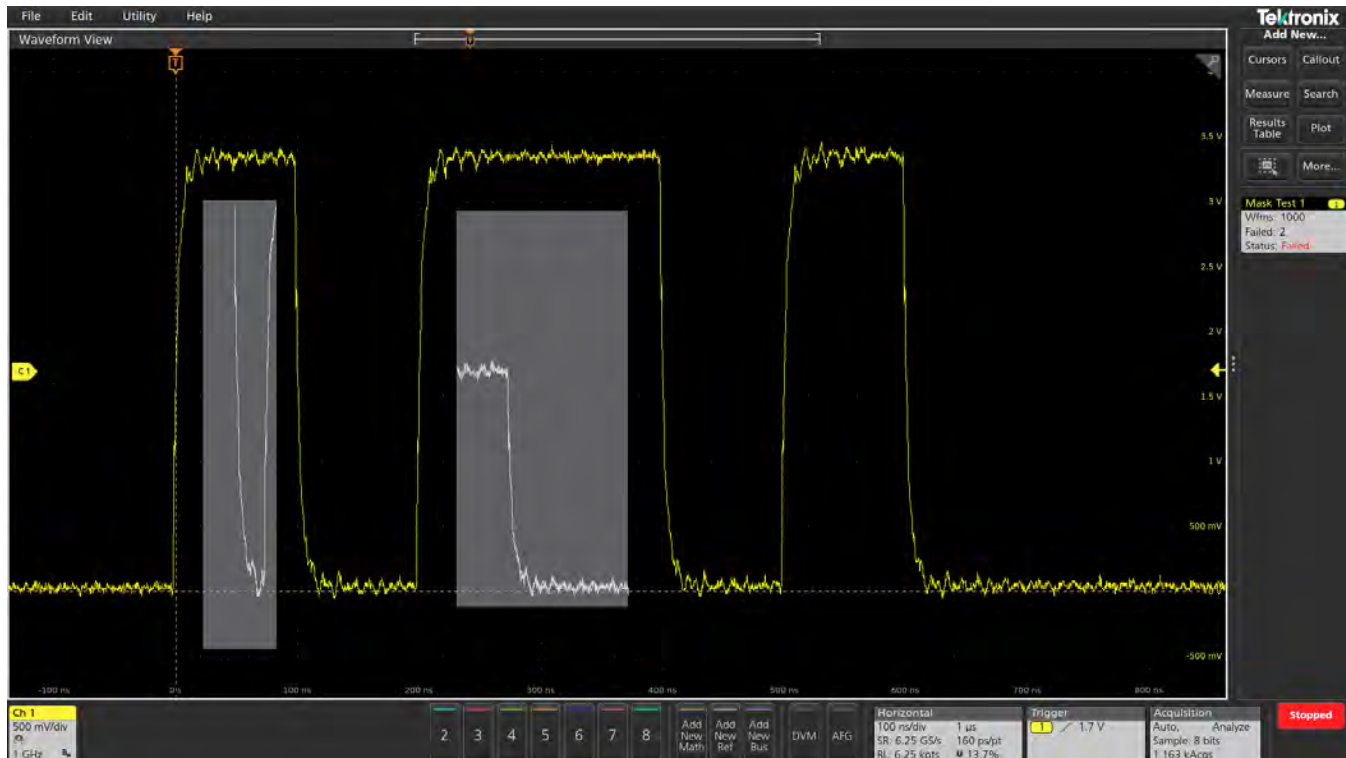 File Edit Utility Help
Tektronix
Waveform View
Add New...
T
U
Cursors Callout
Measure Search
Results Table Plot
More...
Mask Test 1 1
Wfms: 1000
Failed: 2
Status: Failed
3.5 V
3 V
2.5 V
2 V
C1
1.5 V
1 V
500 mV
-500 mV
-100 ns 0 s 100 ns 200 ns 300 ns 400 ns 500 ns 600 ns 700 ns 800 ns
Ch 1
500 mV/div
1 GHz
2 3 4 5 6 7 8
Add New Math
Add New Ref
Add New Bus
DVM AFG
Horizontal
100 ns/div 1 µs
SR: 6.25 GS/s 160 ps/pt
RL: 6.25 kpts 13.7%
Trigger
1 1.7 V
Acquisition
Auto, Analyze
Sample: 8 bits
1.163 kAcqs
Stopped